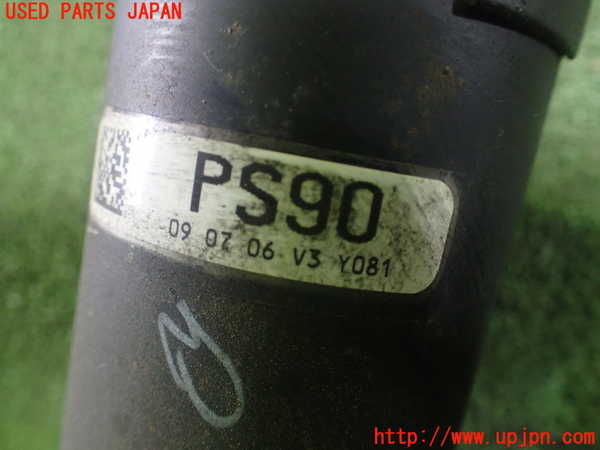 USED PARTS JAPAN
PS90
09 07 06 V3 Y081
http://www.upjpn.com/